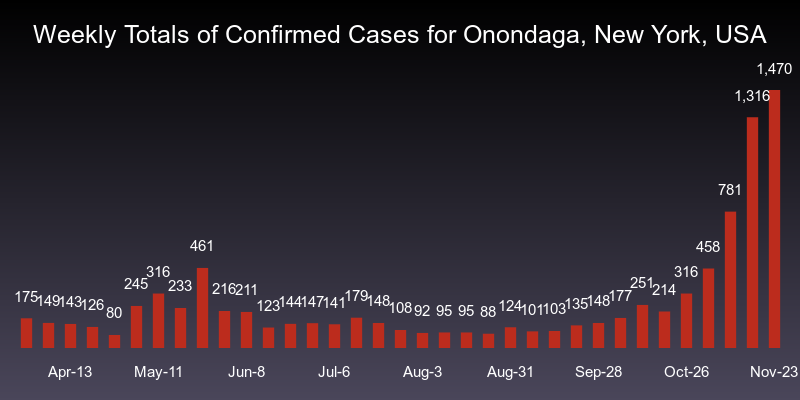 Weekly Totals of Confirmed Cases for Onondaga, New York, USA
175 149 143 126 80 245 316 233 461 216 211 123 144 147 141 179 148 108 92 95 95 88 124 101 103 135 148 177 251 214 316 458 781 1,316 1,470
Apr-13 May-11 Jun-8 Jul-6 Aug-3 Aug-31 Sep-28 Oct-26 Nov-23